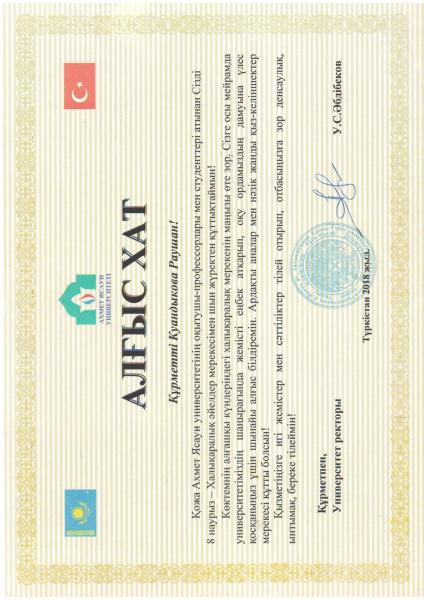 АХМЕТ ЯСАУИ
УНИВЕРСИТЕТІ
АЛҒЫС ХАТ
Құрметті Қуандықова Раушан!
Қожа Ахмет Ясауи университетінің оқытушы-профессорлары мен студенттері атынан Сізді
8 наурыз – Халықаралық әйелдер мерекесімен шын жүректен құттықтаймын!
Көктемнің алғашқы күндеріндегі халықаралық мерекенің маңызы өте зор. Сізге осы мейрамда
университетіміздің шаңырағында жемісті еңбек атқарып, оқу ордамыздың дамуына үлес
қосқаныңыз үшін шынайы алғыс білдіремін. Ардақты аналар мен нәзік жанды қыз-келіншектер
мерекесі құтты болсын!
Қызметіңізге игі жемістер мен сәттіліктер тілей отырып, отбасыңызға зор денсаулық,
ынтымақ, береке тілеймін!
Құрметпен,
Университет ректоры У.С.Әбдібеков
Түркістан 2018 жыл.